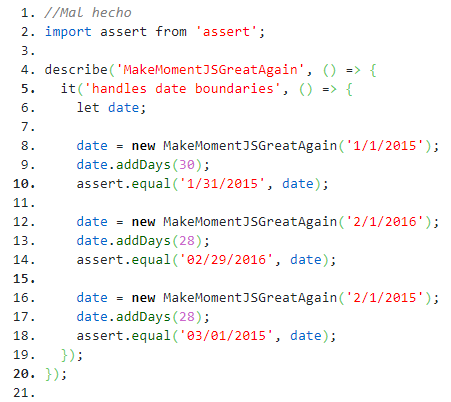 1. //Mal hecho
2. import assert from 'assert';
3.
4. describe('MakeMomentJSGreatAgain', () => {
5.   it('handles date boundaries', () => {
6.     let date;
7.
8.     date = new MakeMomentJSGreatAgain('1/1/2015');
9.     date.addDays(30);
10.     assert.equal('1/31/2015', date);
11.
12.     date = new MakeMomentJSGreatAgain('2/1/2016');
13.     date.addDays(28);
14.     assert.equal('02/29/2016', date);
15.
16.     date = new MakeMomentJSGreatAgain('2/1/2015');
17.     date.addDays(28);
18.     assert.equal('03/01/2015', date);
19.   });
20. });
21.